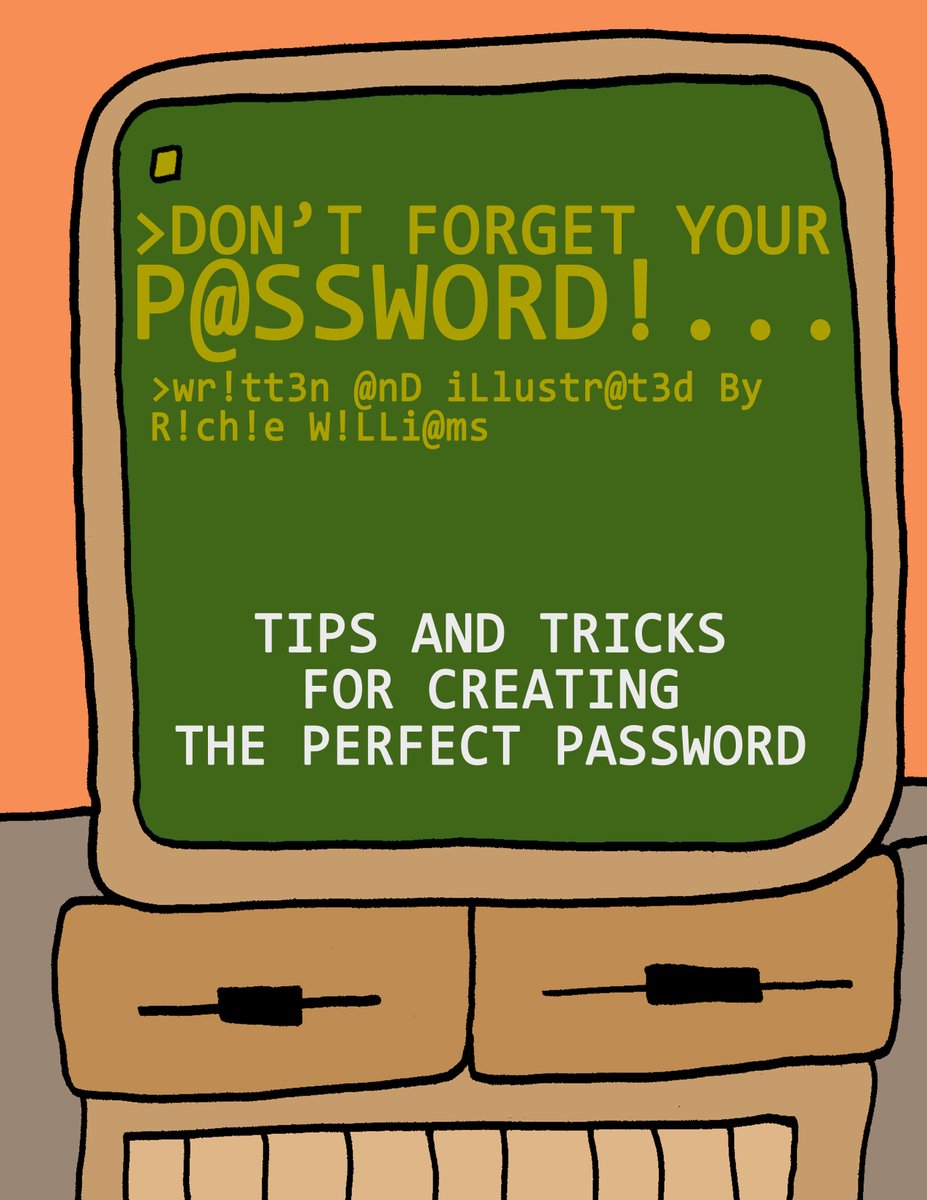 >DON’T FORGET YOUR
P@SSWORD!...
>wr!tt3n @nD iLlustr@t3d By
R!ch!e W!LLi@ms
TIPS AND TRICKS
FOR CREATING
THE PERFECT PASSWORD